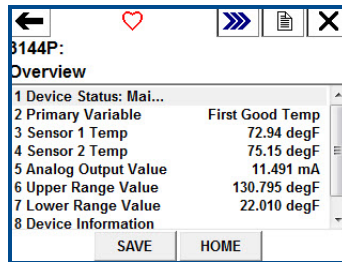 3144P:
Overview
1 Device Status: Mai...
2 Primary Variable First Good Temp
3 Sensor 1 Temp 72.94 degF
4 Sensor 2 Temp 75.15 degF
5 Analog Output Value 11.491 mA
6 Upper Range Value 130.795 degF
7 Lower Range Value 22.010 degF
8 Device Information
SAVE HOME